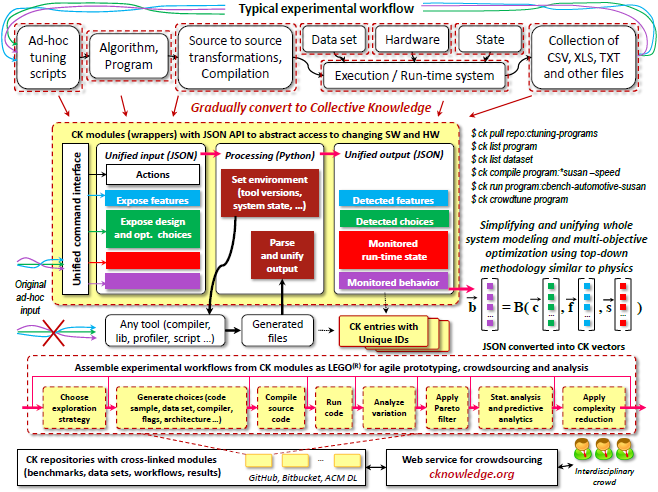 Typical experimental workflow
Ad-hoc
tuning
scripts
Algorithm,
Program
Source to source
transformations,
Compilation
Data set
Hardware
State
Execution / Run-time system
Collection of
CSV, XLS, TXT
and other files
Gradually convert to Collective Knowledge
CK modules (wrappers) with JSON API to abstract access to changing SW and HW
Unified command interface
Unified input (JSON)
Actions
Expose features
Expose design
and opt. choices
Processing (Python)
Set environment
(tool versions,
system state, ...)
Parse
and unify
output
Unified output (JSON)
Detected features
Detected choices
Monitored
run-time state
Monitored behavior
$ ck pull repo:ctuning-programs
$ ck list program
$ ck list dataset
$ ck compile program:*susan --speed
$ ck run program:cbench-automotive-susan
$ ck crowdtune program
Simplifying and unifying whole
system modeling and multi-objective
optimization using top-down
methodology similar to physics
b = B( c , f , s )
JSON converted into CK vectors
Original
ad-hoc
input
Any tool (compiler,
lib, profiler, script ...)
Generated
files
...
CK entries with
Unique IDs
Assemble experimental workflows from CK modules as LEGO(R) for agile prototyping, crowdsourcing and analysis
Choose
exploration
strategy
Generate choices (code
sample, data set, compiler,
flags, architecture ...)
Compile
source
code
Run
code
Analyze
variation
Apply
Pareto
filter
Stat. analysis
and predictive
analytics
Apply
complexity
reduction
CK repositories with cross-linked modules
(benchmarks, data sets, workflows, results)
...
GitHub, Bitbucket, ACM DL
Web service for crowdsourcing
cknowledge.org
Interdisciplinary
crowd